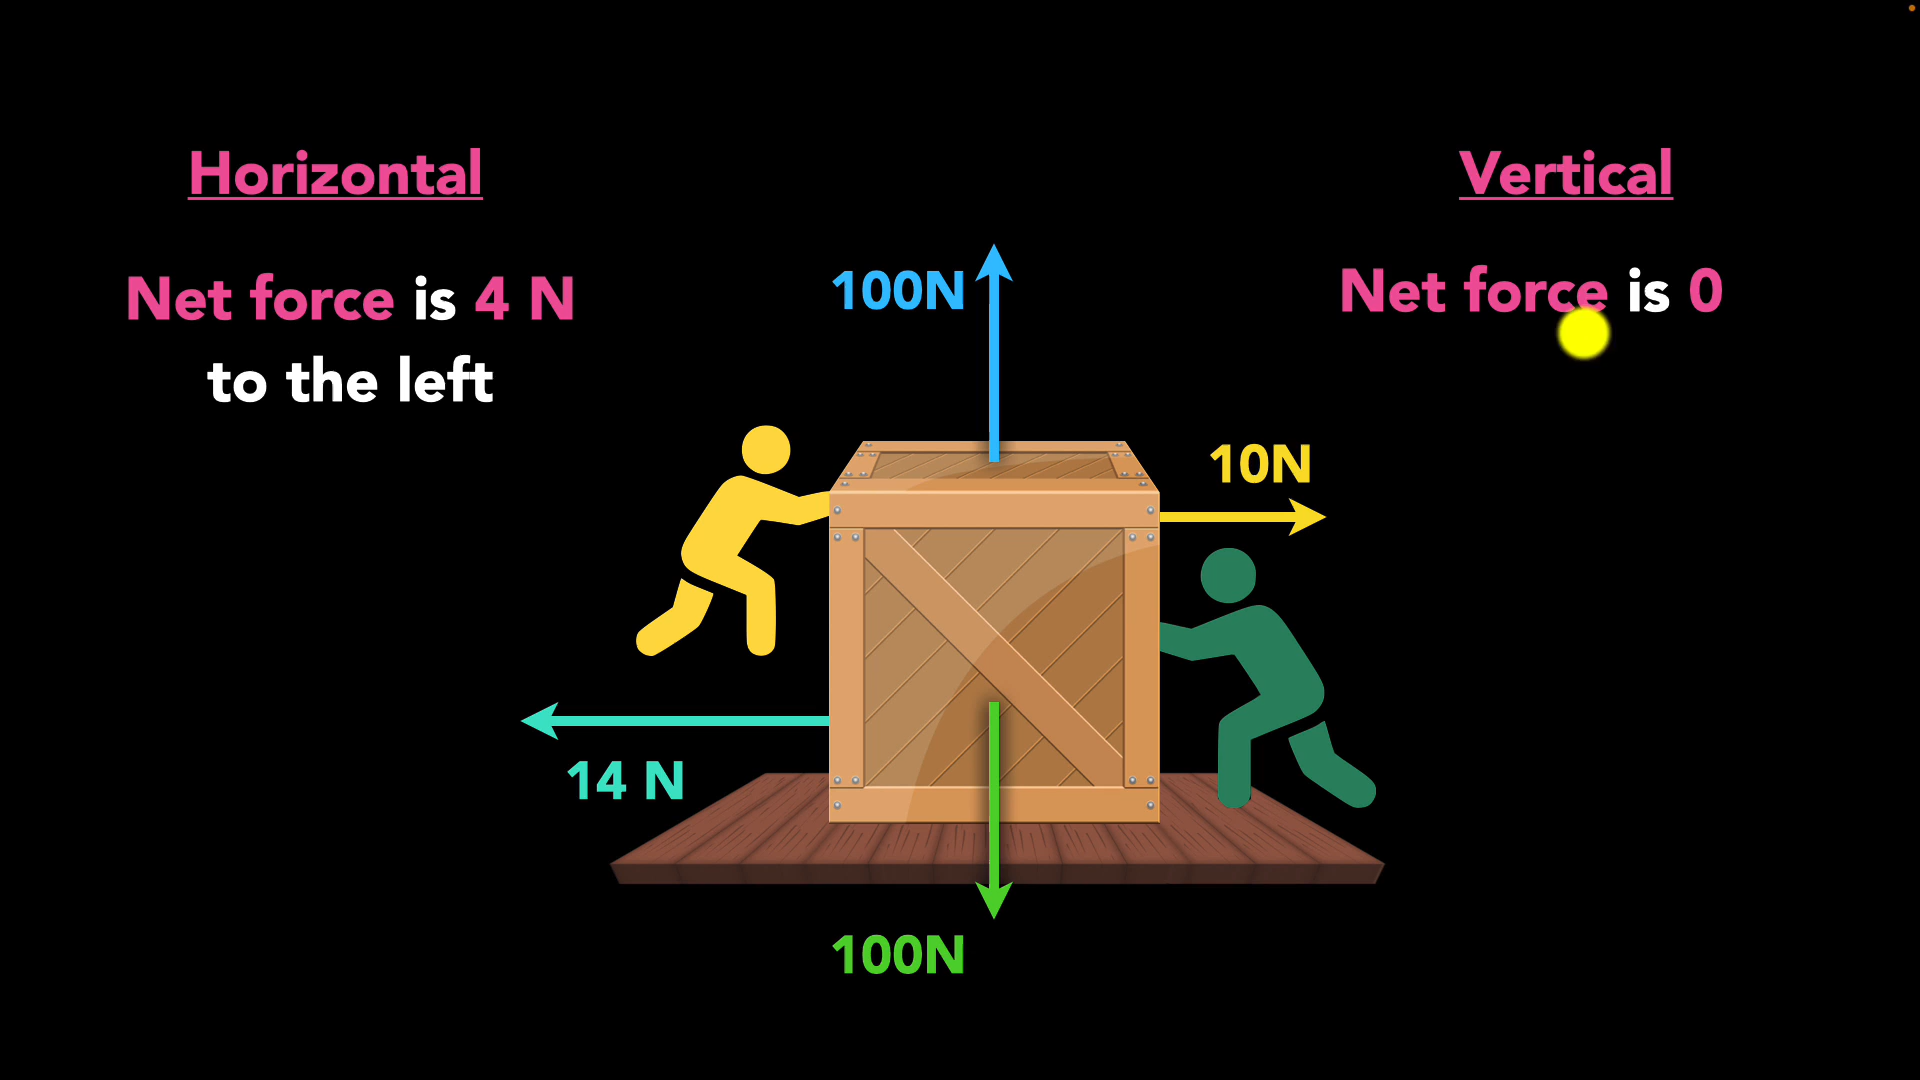 Horizontal
Net force is 4 N
to the left
Vertical
Net force is 0
100N
10N
14 N
100N